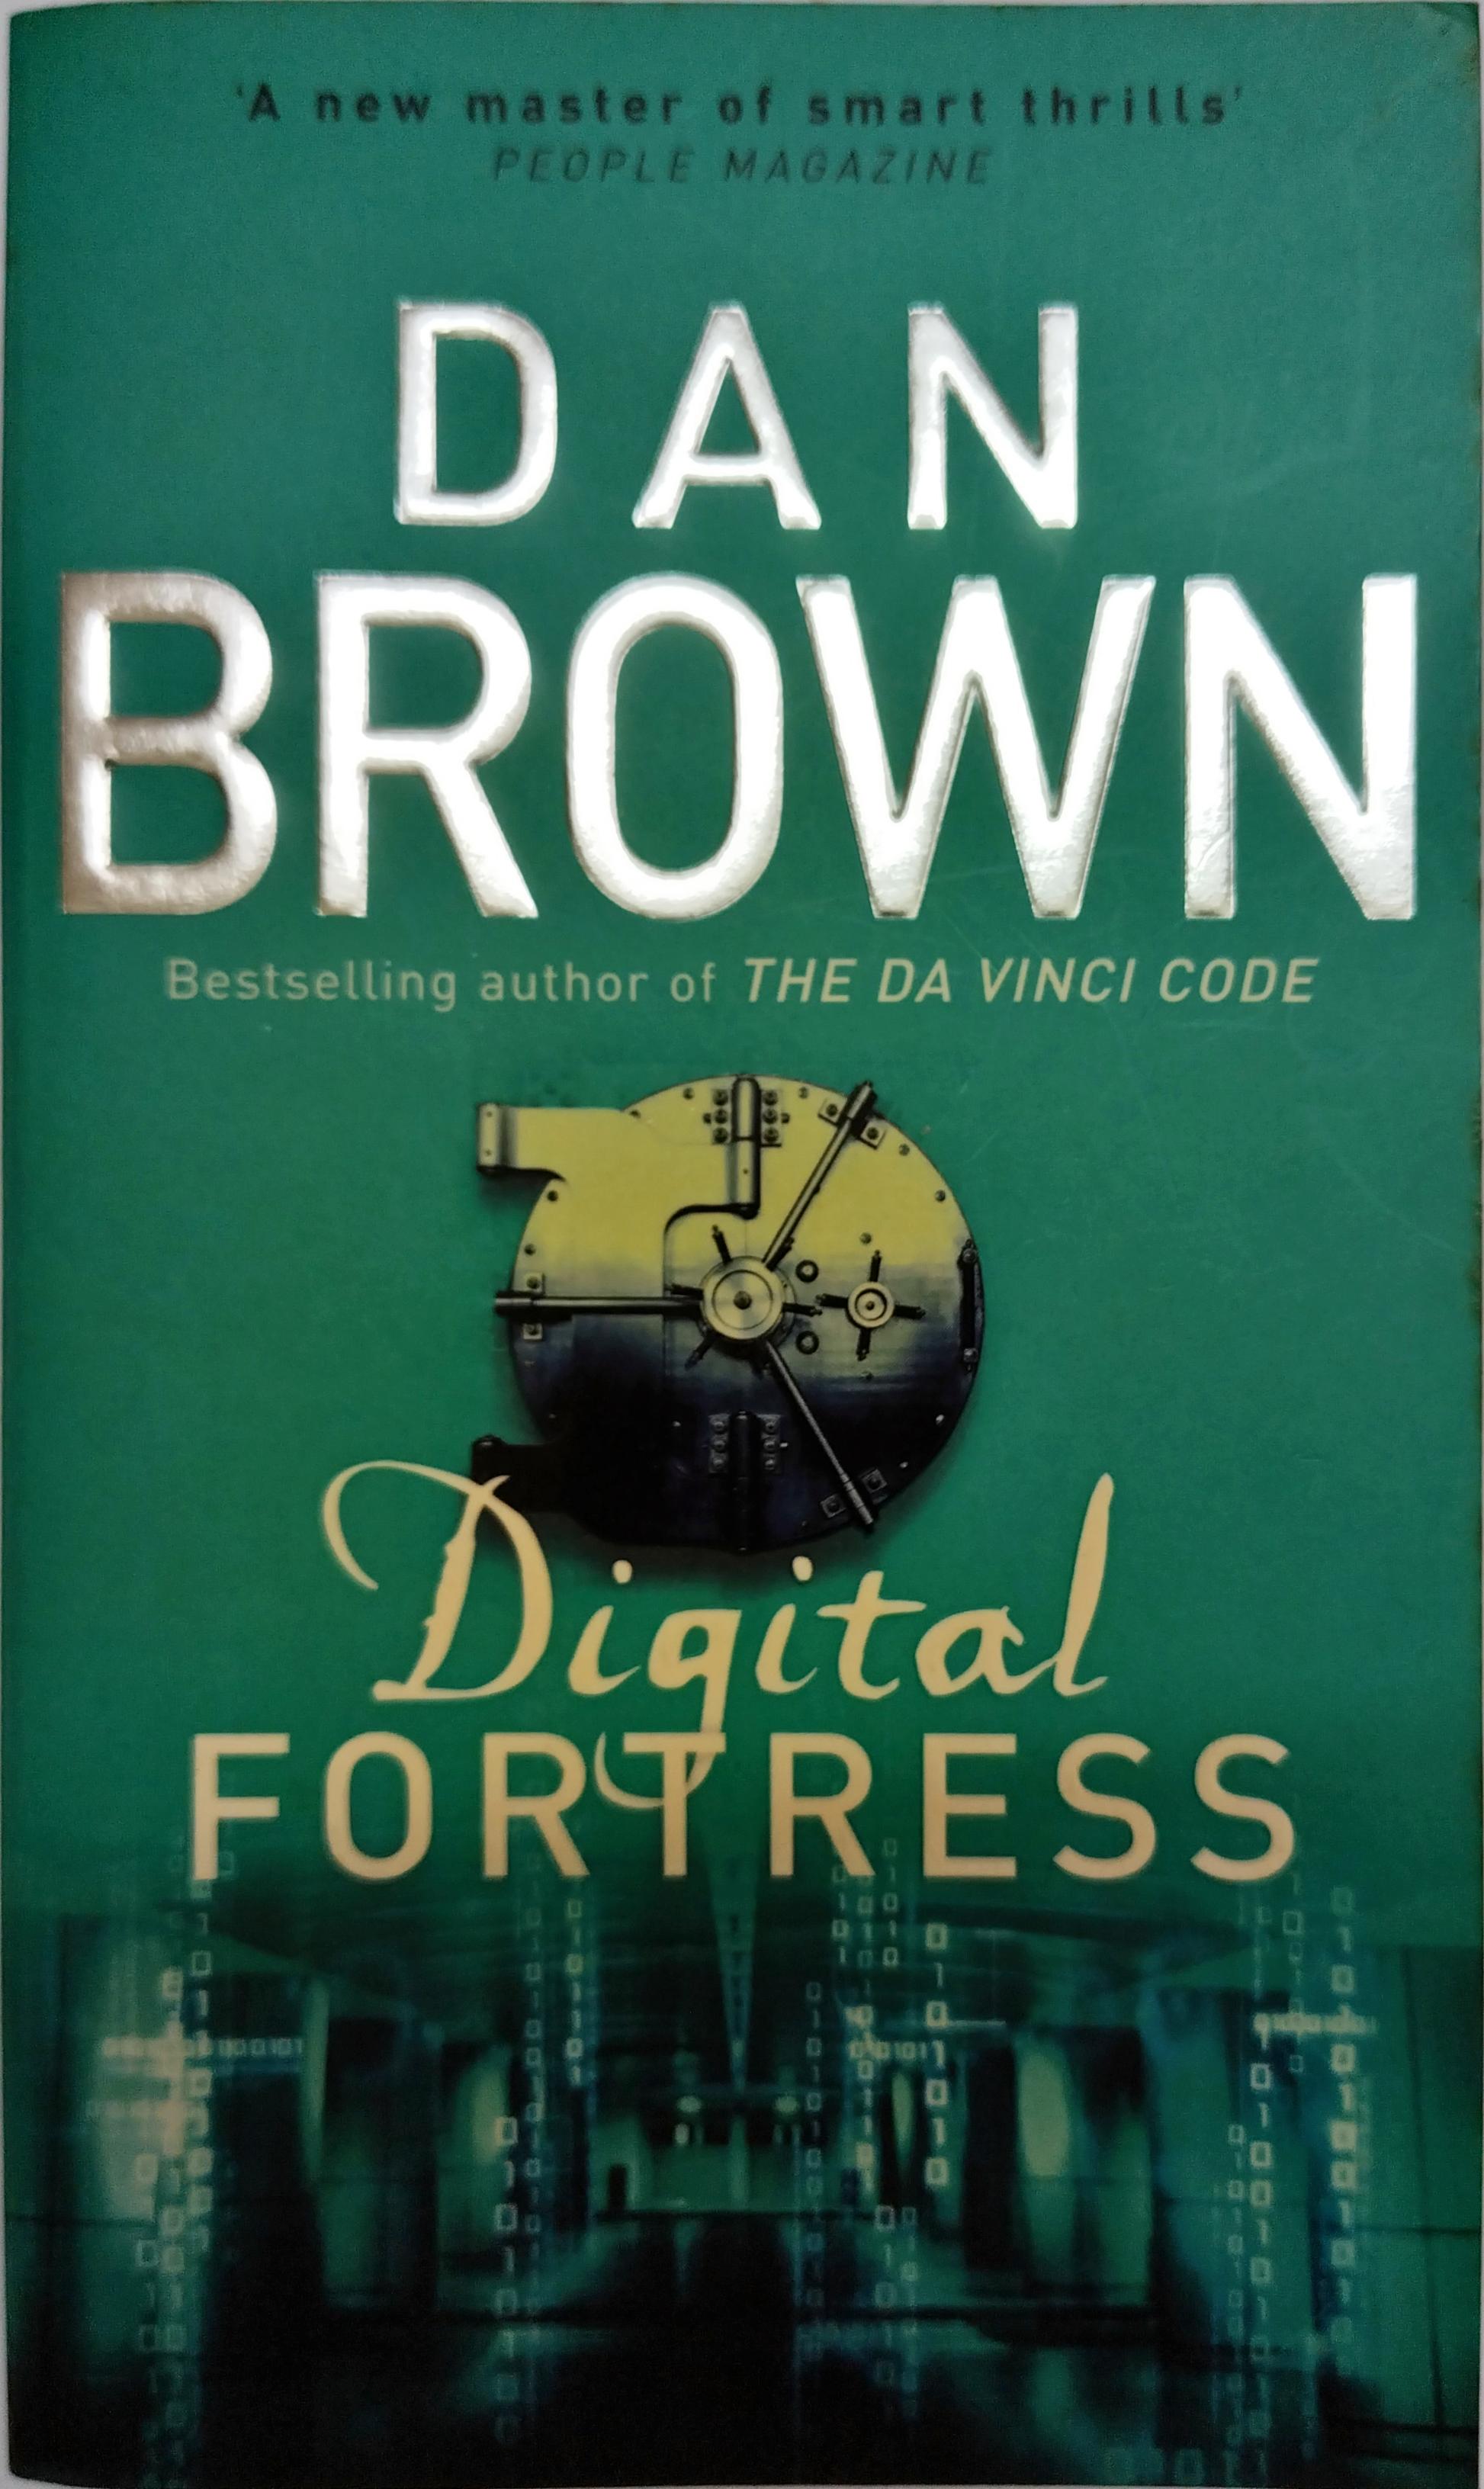 'A new master of smart thrills'
PEOPLE MAGAZINE
DAN
BROWN
Bestselling author of THE DA VINCI CODE
Digital
FORTRESS